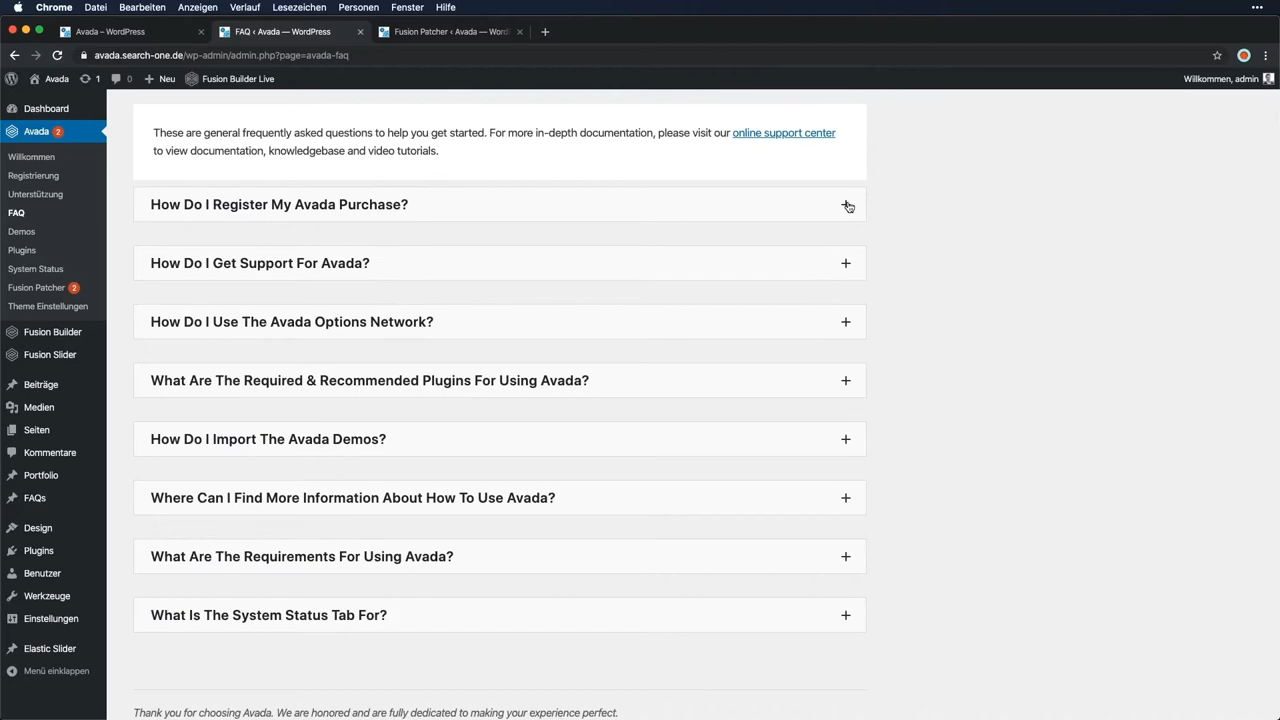 Chrome Datei Bearbeiten Anzeigen Verlauf Lesezeichen Personen Fenster Hilfe
Avada – WordPress
FAQ ‹ Avada — WordPress
Fusion Patcher ‹ Avada — Word
avada.search-one.de/wp-admin/admin.php?page=avada-faq
Avada 1 0 Neu Fusion Builder Live
Willkommen, admin
Dashboard
Avada 2
Willkommen
Registrierung
Unterstützung
FAQ
Demos
Plugins
System Status
Fusion Patcher 2
Theme Einstellungen
Fusion Builder
Fusion Slider
Beiträge
Medien
Seiten
Kommentare
Portfolio
FAQs
Design
Plugins
Benutzer
Werkzeuge
Einstellungen
Elastic Slider
Menü einklappen
These are general frequently asked questions to help you get started. For more in-depth documentation, please visit our online support center
to view documentation, knowledgebase and video tutorials.
How Do I Register My Avada Purchase?
How Do I Get Support For Avada?
How Do I Use The Avada Options Network?
What Are The Required & Recommended Plugins For Using Avada?
How Do I Import The Avada Demos?
Where Can I Find More Information About How To Use Avada?
What Are The Requirements For Using Avada?
What Is The System Status Tab For?
Thank you for choosing Avada. We are honored and are fully dedicated to making your experience perfect.